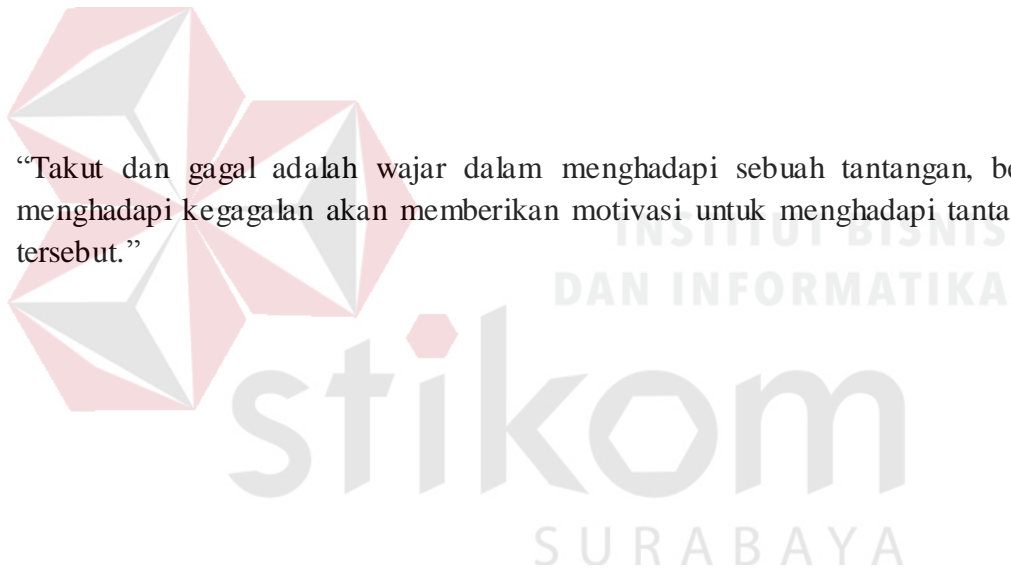 “Takut dan gagal adalah wajar dalam menghadapi sebuah tantangan,
menghadapi kegagalan akan memberikan motivasi untuk menghadapi
tersebut.”
INSTITUT BISNIS
DAN INFORMATIKA
stikom
SURABAYA